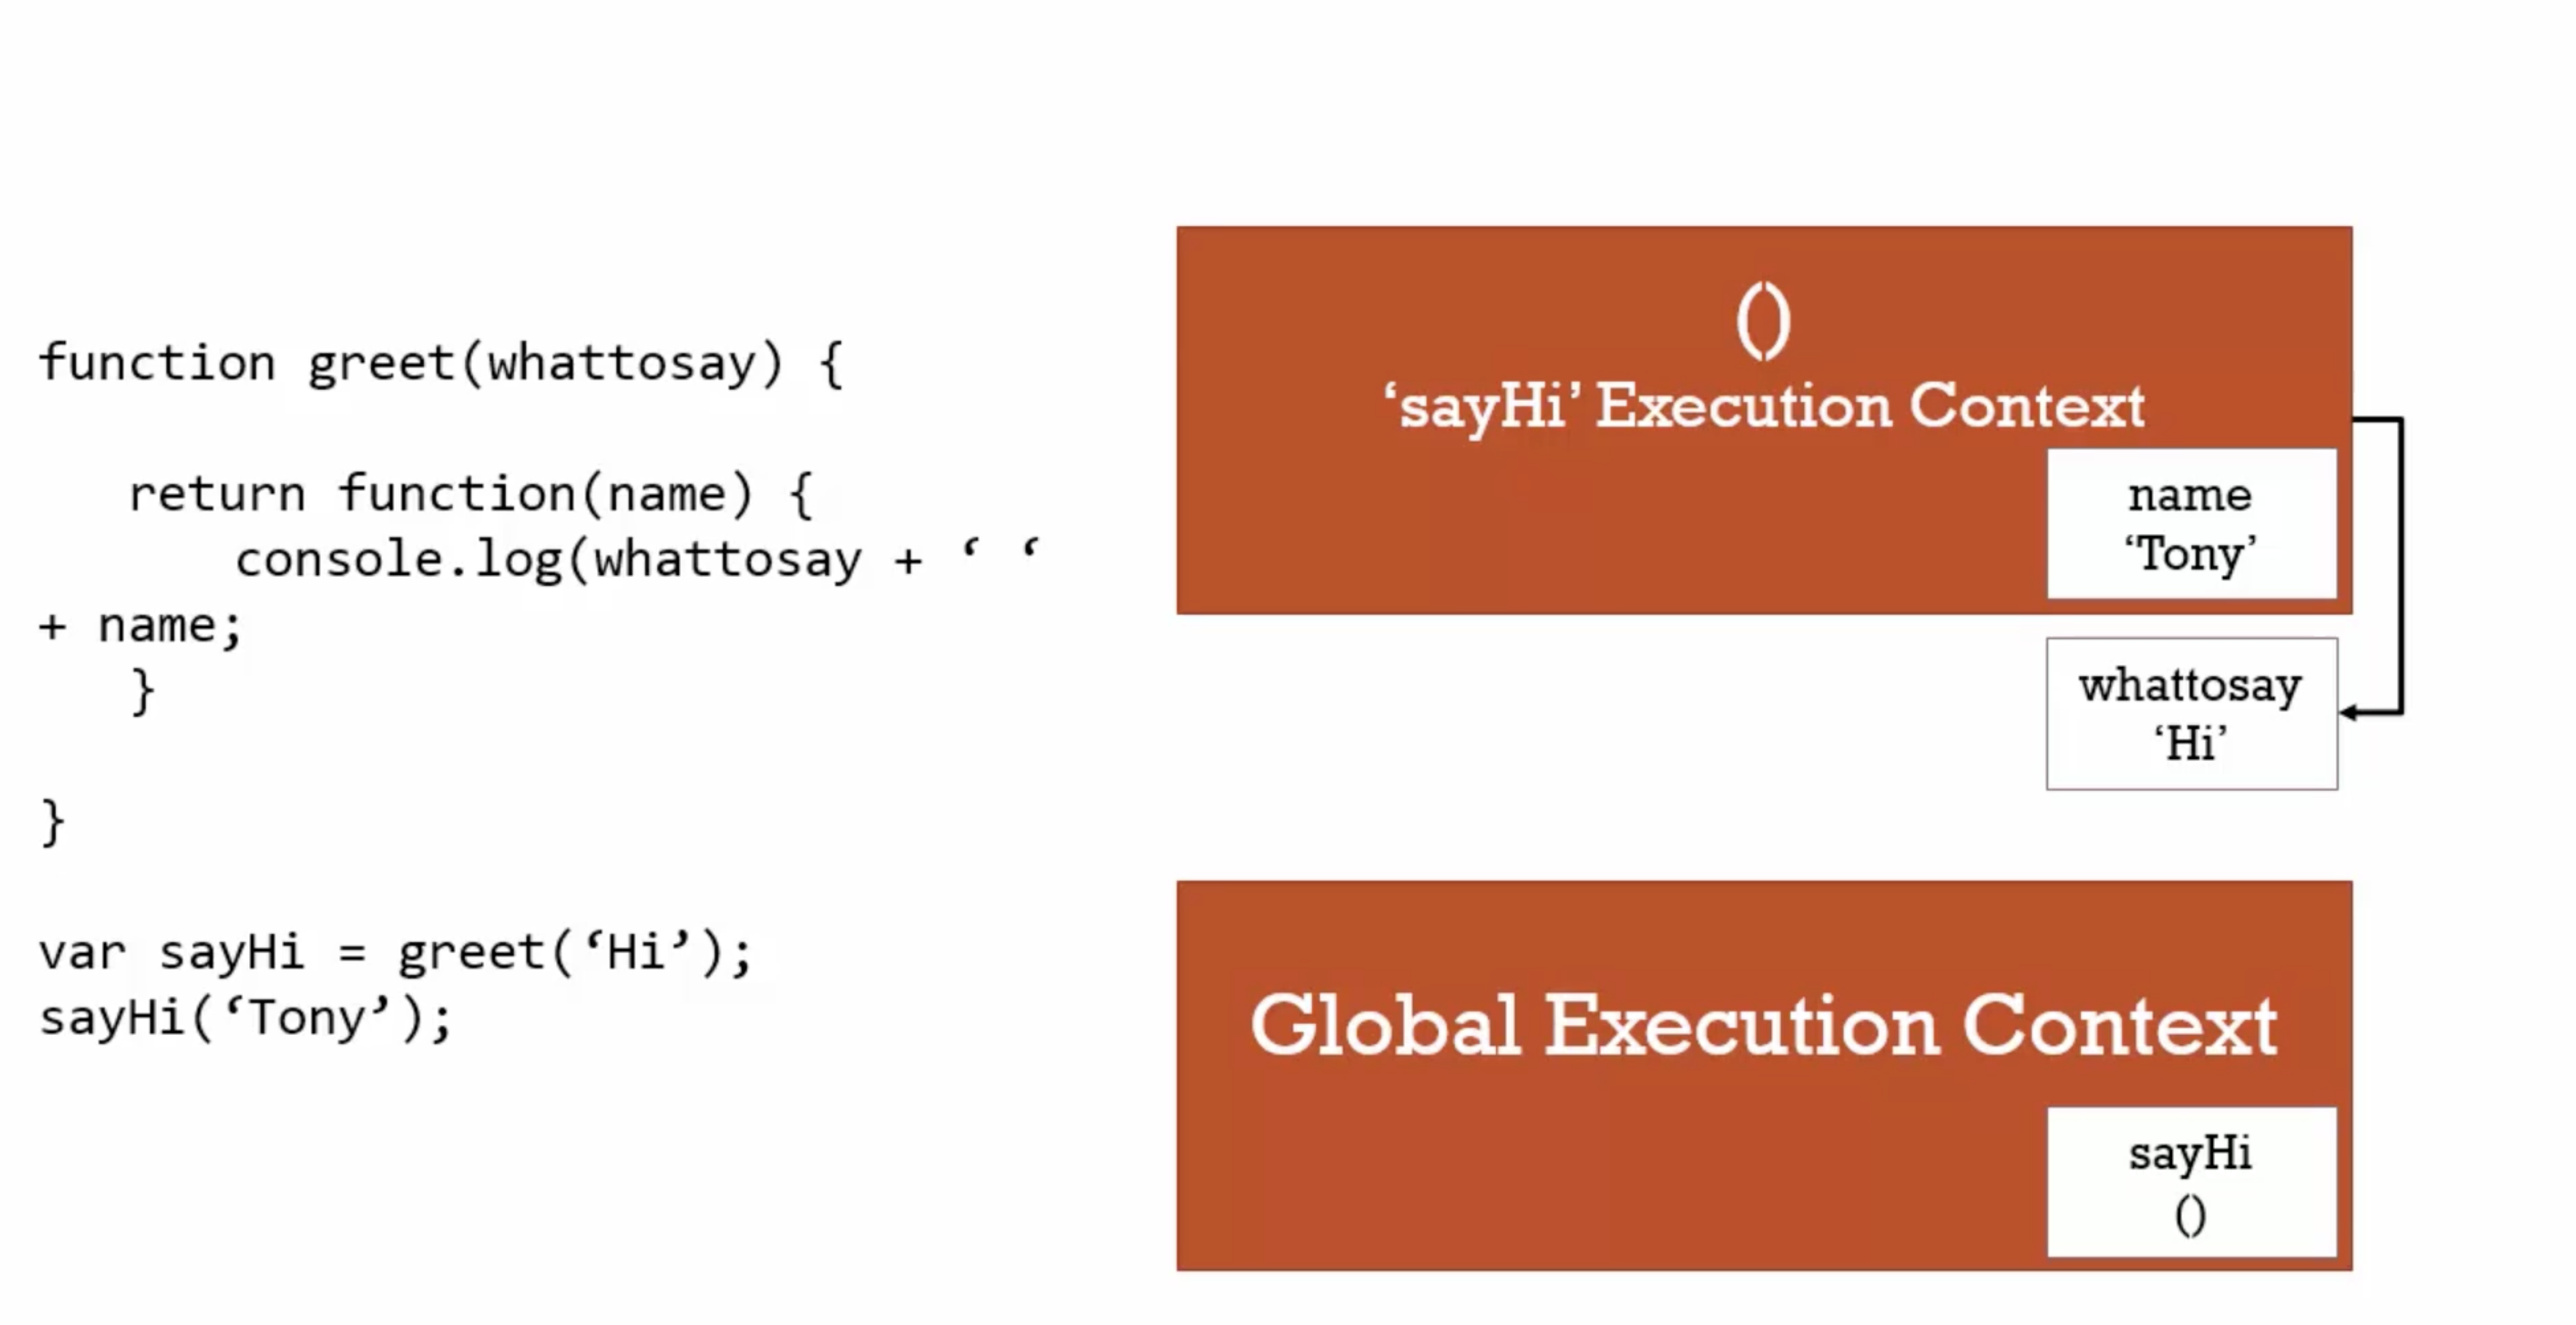 function greet(whattosay) {
return function(name) {
console.log(whattosay + ‘ ‘
+ name;
}
}
var sayHi = greet(‘Hi’);
sayHi(‘Tony’);
()
‘sayHi’ Execution Context
name
‘Tony’
whattosay
‘Hi’
Global Execution Context
sayHi
()